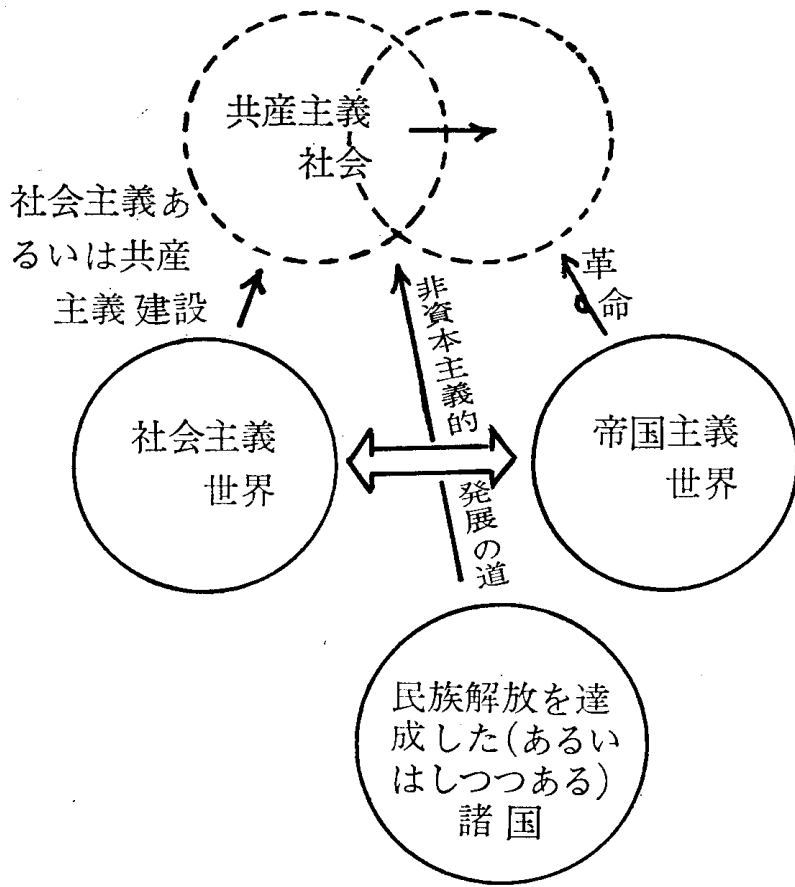 共産主義
社会
社会主義あ
るいは共産
主義建設
革命
非資本主義的発展の道
社会主義
世界
帝国主義
世界
民族解放を達
成した(あるい
はしつつある)
諸国